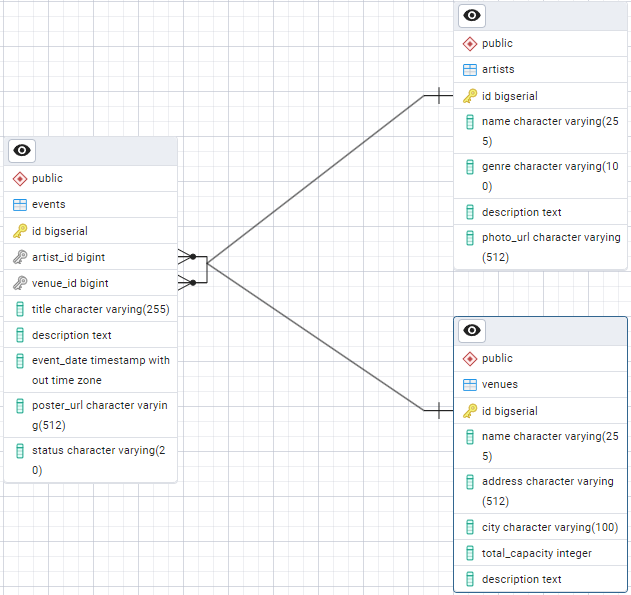 public
artists
id bigserial
name character varying(25
5)
genre character varying(10
0)
description text
photo_url character varying
(512)
public
events
id bigserial
artist_id bigint
venue_id bigint
title character varying(255)
description text
event_date timestamp with
out time zone
poster_url character varyin
g(512)
status character varying(2
0)
public
venues
id bigserial
name character varying(25
5)
address character varying
(512)
city character varying(100)
total_capacity integer
description text